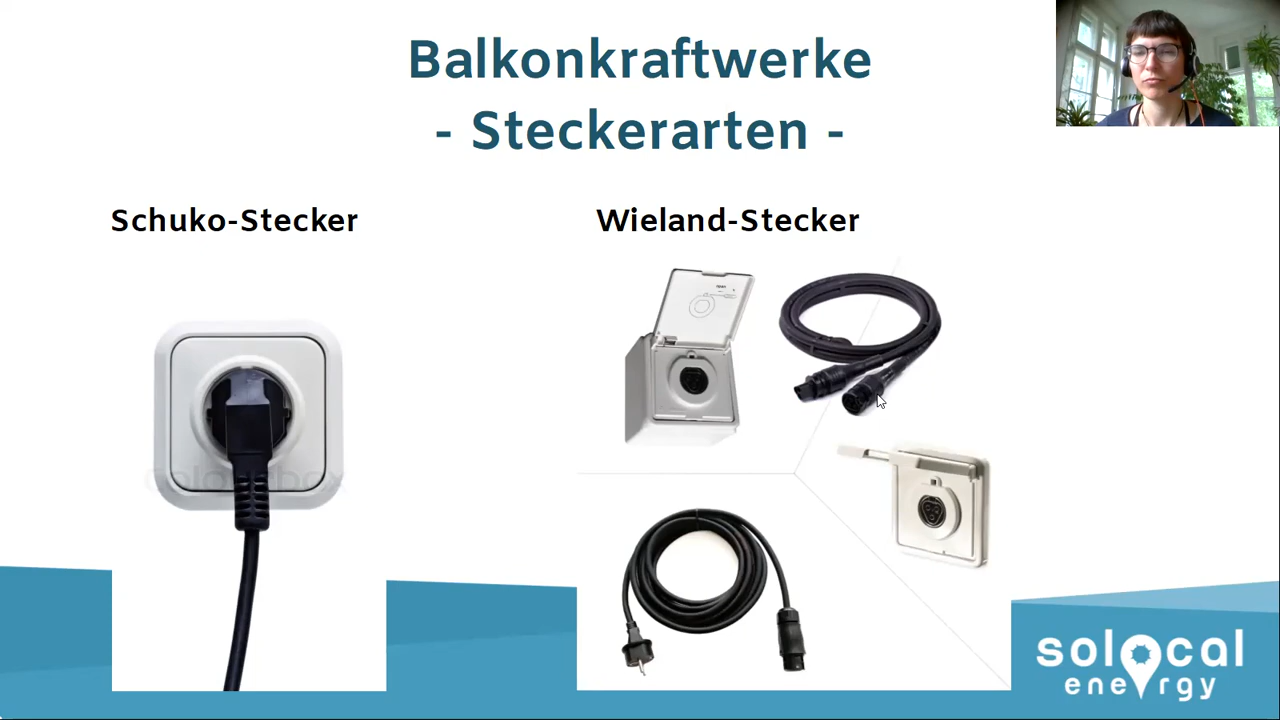 Balkonkraftwerke
- Steckerarten -
Schuko-Stecker
Wieland-Stecker
solocal
energy